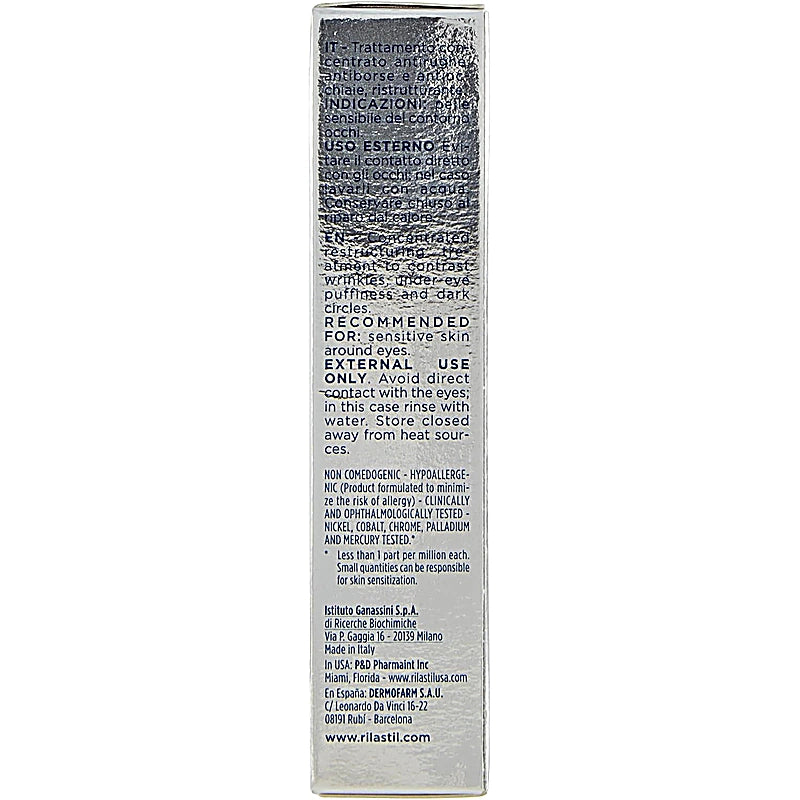 IT - Trattamento con-
centrato antirughe,
antiborse e antioc-
chiaie, ristrutturante.
INDICAZIONI: pelle
sensibile del contorno
occhi.
USO ESTERNO Evi-
tare il contatto diretto
con gli occhi; nel caso
lavarli con acqua.
Conservare chiuso al
riparo dal calore.
EN - Concentrated
restructuring tre-
atment to contrast
wrinkles, under-eye
puffiness and dark
circles.
RECOMMENDED
FOR: sensitive skin
around eyes.
EXTERNAL USE
ONLY. Avoid direct
contact with the eyes;
in this case rinse with
water. Store closed
away from heat sour-
ces.
NON COMEDOGENIC - HYPOALLERGE-
NIC (Product formulated to minimi-
ze the risk of allergy) - CLINICALLY
AND OPHTHALMOLOGICALLY TESTED -
NICKEL, COBALT, CHROME, PALLADIUM
AND MERCURY TESTED.*
* Less than 1 part per million each.
Small quantities can be responsible
for skin sensitization.
Istituto Ganassini S.p.A.
di Ricerche Biochimiche
Via P. Gaggia 16 - 20139 Milano
Made in Italy
In USA: P&D Pharmaint Inc
Miami, Florida - www.rilastilusa.com
En España: DERMOFARM S.A.U.
C/ Leonardo Da Vinci 16-22
08191 Rubí - Barcelona
www.rilastil.com